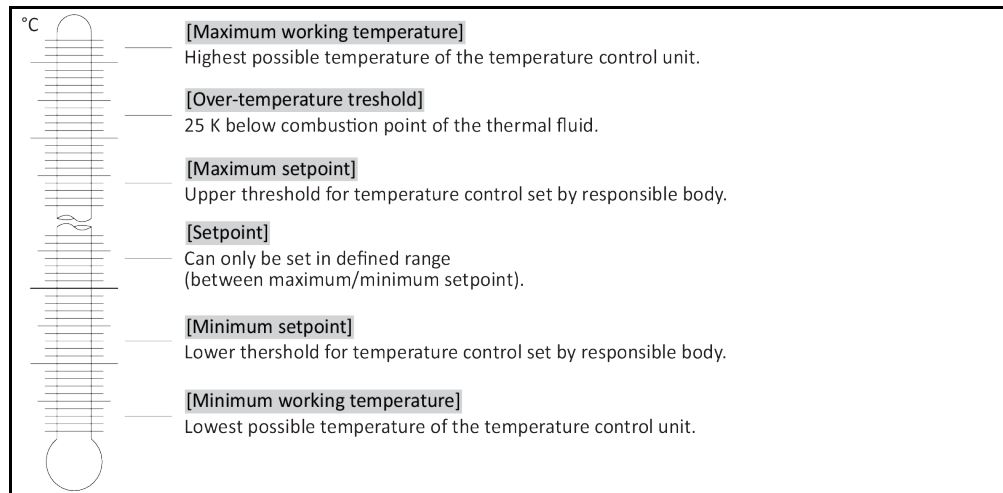 °C
[Maximum working temperature]
Highest possible temperature of the temperature control unit.
[Over-temperature treshold]
25 K below combustion point of the thermal fluid.
[Maximum setpoint]
Upper threshold for temperature control set by responsible body.
[Setpoint]
Can only be set in defined range
(between maximum/minimum setpoint).
[Minimum setpoint]
Lower thershold for temperature control set by responsible body.
[Minimum working temperature]
Lowest possible temperature of the temperature control unit.